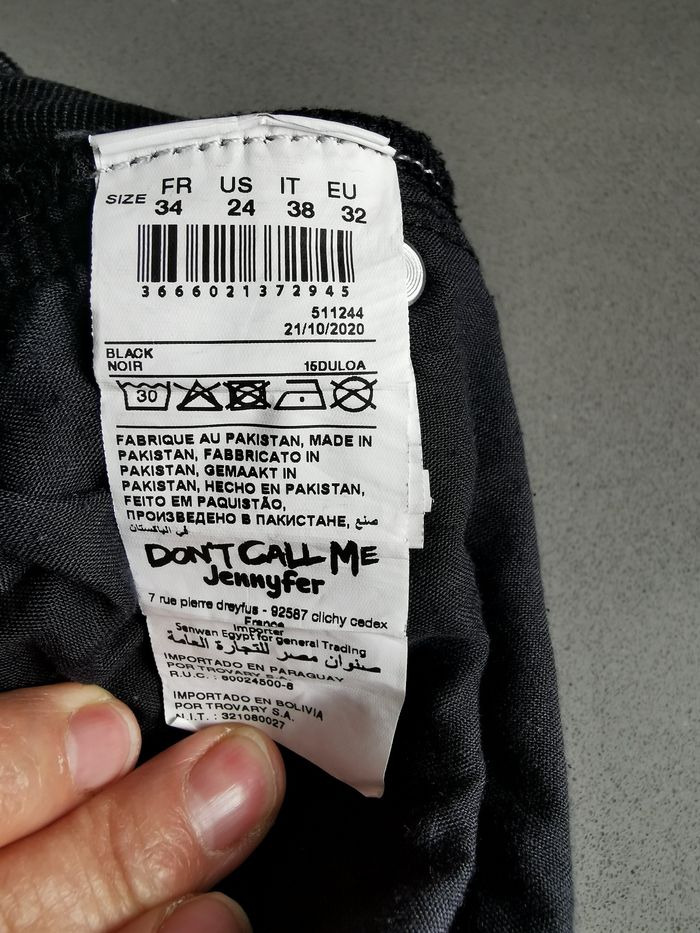 SIZE FR US IT EU
34 24 38 32
3666021372945
511244
21/10/2020
BLACK
NOIR 15DULOA
30
FABRIQUE AU PAKISTAN, MADE IN
PAKISTAN, FABBRICATO IN
PAKISTAN, GEMAAKT IN
PAKISTAN, HECHO EN PAKISTAN,
FEITO EM PAQUISTÃO,
ПРОИЗВЕДЕНО В ПАКИСТАНЕ, صنع
في الباكستان
DON'T CALL ME
Jennyfer
7 rue pierre dreyfus - 92587 clichy cedex
France
Importer
Sanwan Egypt for general Trading
صنوان مصر للتجارة العامة
IMPORTADO EN PARAGUAY
POR TROVARY S.A.
R.U.C. : 80024500-8
IMPORTADO EN BOLIVIA
POR TROVARY S.A.
N.I.T. : 321080027